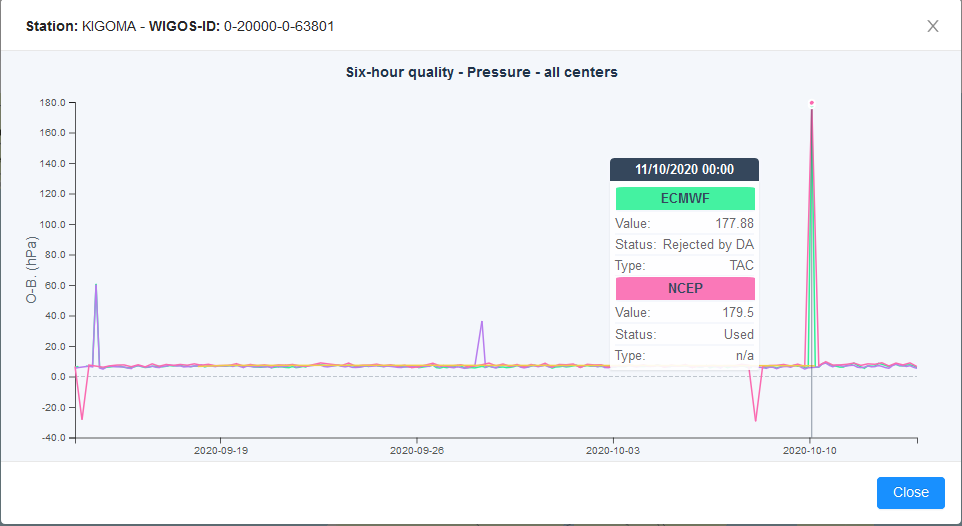 Station: KIGOMA - WIGOS-ID: 0-20000-0-63801
Six-hour quality - Pressure - all centers
180.0
160.0
140.0
120.0
100.0
80.0
60.0
40.0
20.0
0.0
-20.0
-40.0
O-B. (hPa)
11/10/2020 00:00
ECMWF
Value: 177.88
Status: Rejected by DA
Type: TAC
NCEP
Value: 179.5
Status: Used
Type: n/a
2020-09-19 2020-09-26 2020-10-03 2020-10-10
Close